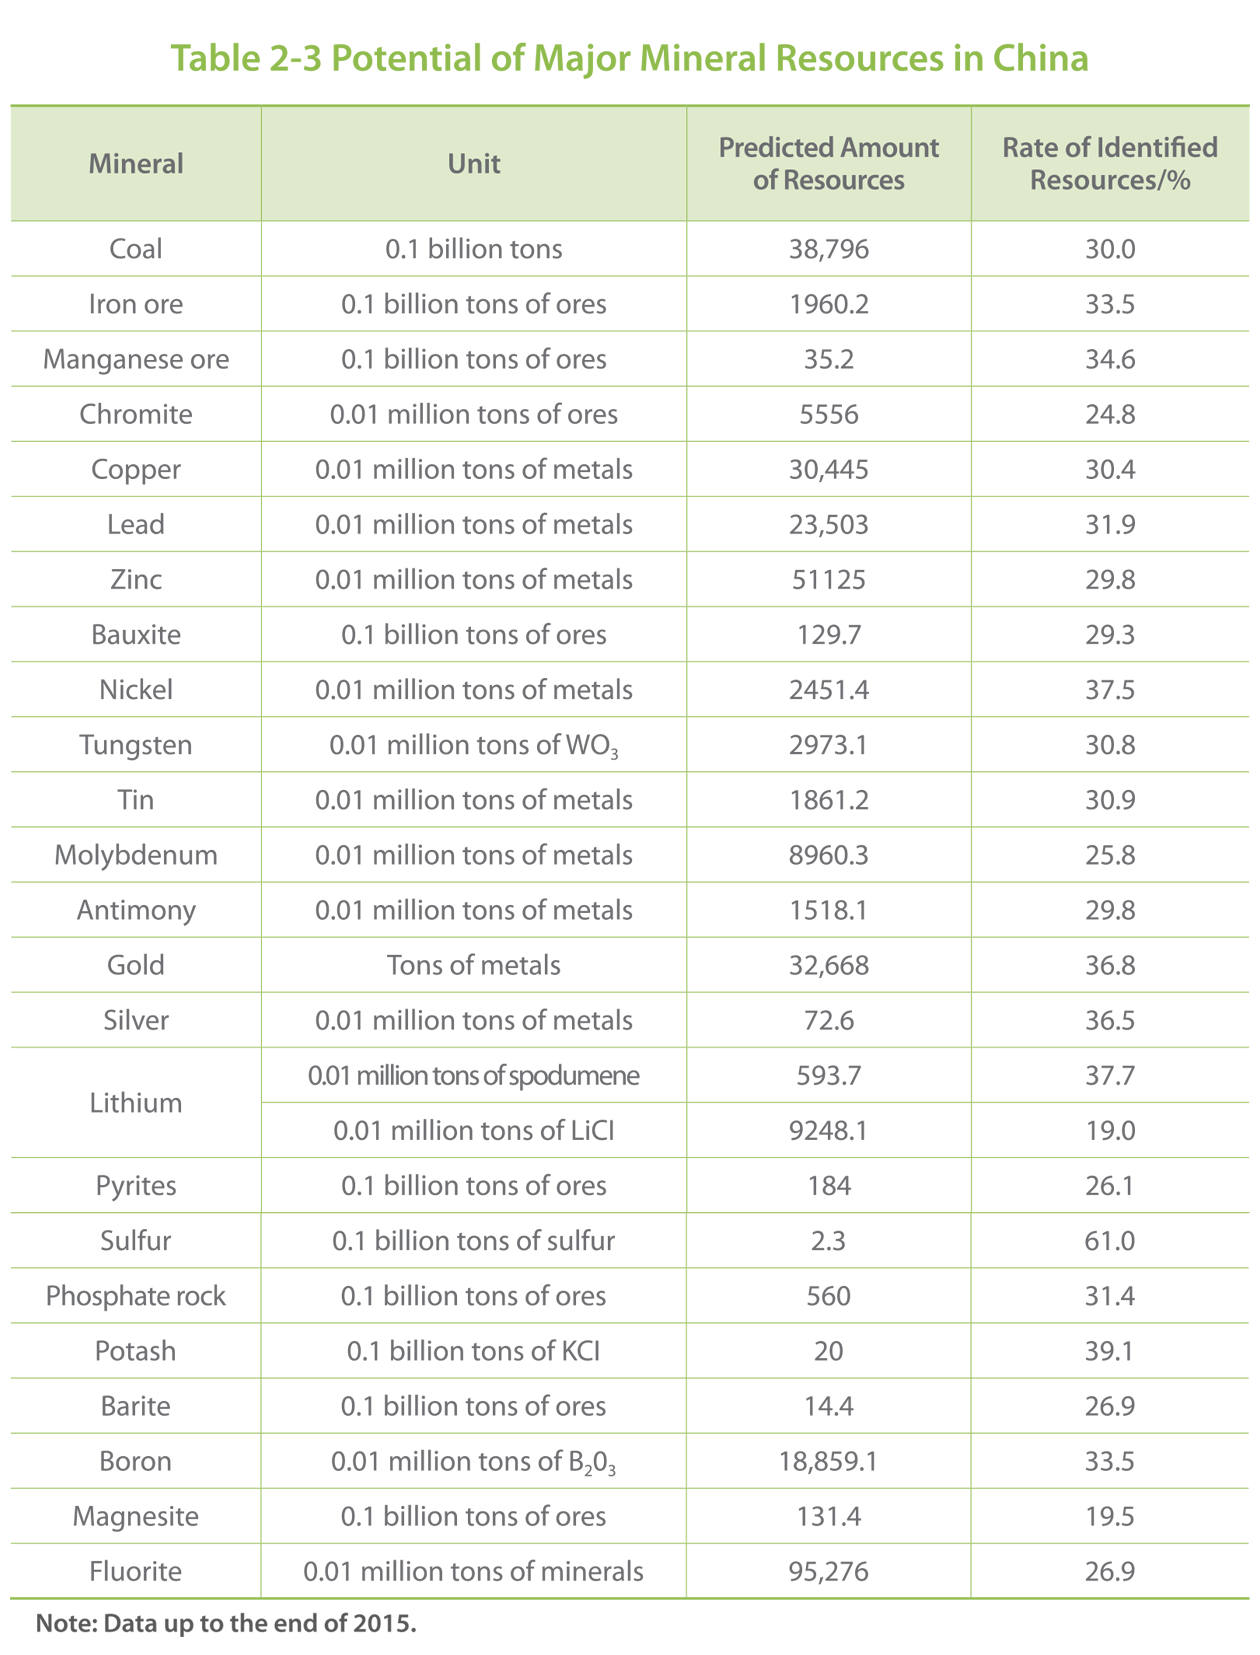 Table 2-3 Potential of Major Mineral Resources in China
Mineral Unit Predicted Amount of Resources Rate of Identified Resources/%
Coal 0.1 billion tons 38,796 30.0
Iron ore 0.1 billion tons of ores 1960.2 33.5
Manganese ore 0.1 billion tons of ores 35.2 34.6
Chromite 0.01 million tons of ores 5556 24.8
Copper 0.01 million tons of metals 30,445 30.4
Lead 0.01 million tons of metals 23,503 31.9
Zinc 0.01 million tons of metals 51125 29.8
Bauxite 0.1 billion tons of ores 129.7 29.3
Nickel 0.01 million tons of metals 2451.4 37.5
Tungsten 0.01 million tons of WO₃ 2973.1 30.8
Tin 0.01 million tons of metals 1861.2 30.9
Molybdenum 0.01 million tons of metals 8960.3 25.8
Antimony 0.01 million tons of metals 1518.1 29.8
Gold Tons of metals 32,668 36.8
Silver 0.01 million tons of metals 72.6 36.5
Lithium 0.01 million tons of spodumene 593.7 37.7
0.01 million tons of LiCl 9248.1 19.0
Pyrites 0.1 billion tons of ores 184 26.1
Sulfur 0.1 billion tons of sulfur 2.3 61.0
Phosphate rock 0.1 billion tons of ores 560 31.4
Potash 0.1 billion tons of KCl 20 39.1
Barite 0.1 billion tons of ores 14.4 26.9
Boron 0.01 million tons of B₂0₃ 18,859.1 33.5
Magnesite 0.1 billion tons of ores 131.4 19.5
Fluorite 0.01 million tons of minerals 95,276 26.9
Note: Data up to the end of 2015.